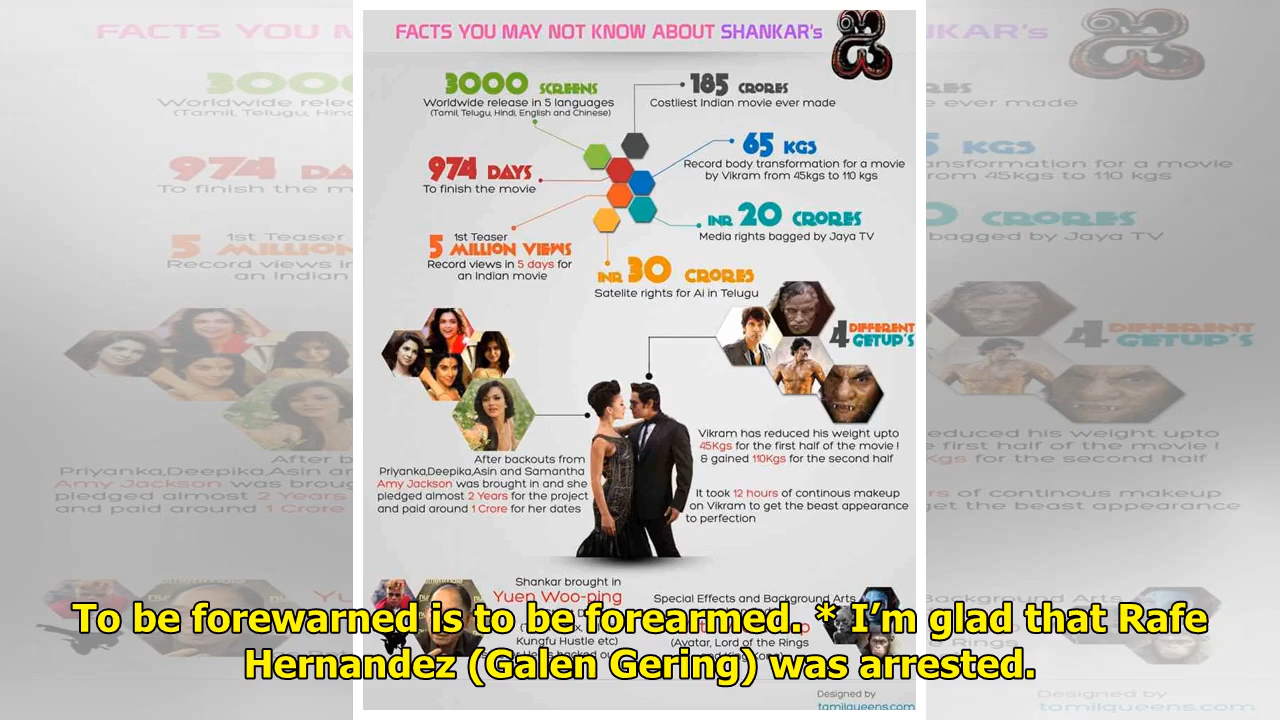 FACTS YOU MAY NOT KNOW ABOUT SHANKAR's
3000 SCREENS
Worldwide release in 5 languages
(Tamil, Telugu, Hindi, English and Chinese)
185 CRORES
Costliest Indian movie ever made
974 DAYS
To finish the movie
65 KGS
Record body transformation for a movie
by Vikram from 45kgs to 110 kgs
INR 20 CRORES
Media rights bagged by Jaya TV
1st Teaser
5 MILLION VIEWS
Record views in 5 days for
an Indian movie
INR 30 CRORES
Satelite rights for AI in Telugu
4 DIFFERENT
GETUP'S
After backouts from
Priyanka,Deepika,Asin and Samantha
Amy Jackson was brought in and she
pledged almost 2 Years for the project
and paid around 1 Crore for her dates
Vikram has reduced his weight upto
45Kgs for the first half of the movie !
& gained 110Kgs for the second half
It took 12 hours of continous makeup
on Vikram to get the beast appearance
to perfection
Shankar brought in
Yuen Woo-ping
Kungfu Hustle etc)
Special Effects and Background Arts
(Avatar, Lord of the Rings
To be forewarned is to be forearmed. * I’m glad that Rafe
Hernandez (Galen Gering) was arrested.
Designed by
tamilqueens.com